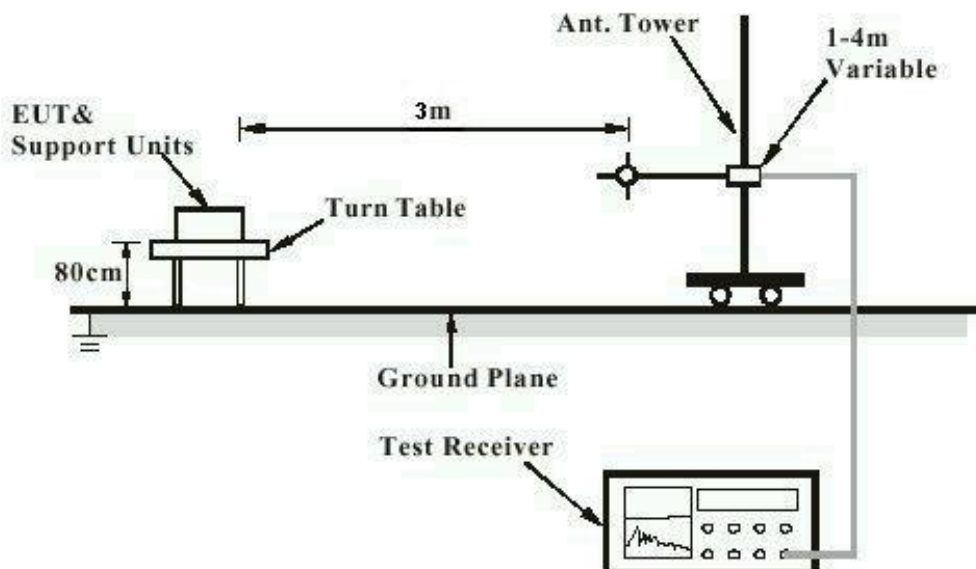 Ant. Tower
1-4m
Variable
EUT&
Support Units
3m
Turn Table
80cm
Ground Plane
Test Receiver